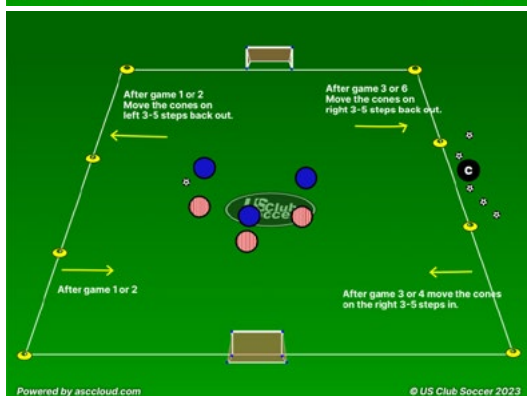 After game 1 or 2
Move the cones on
left 3-5 steps back out.
After game 3 or 6
Move the cones on
right 3-5 steps back out.
C
US Club
Soccer
After game 1 or 2
After game 3 or 4 move the cones
on the right 3-5 steps in.
Powered by asccloud.com
© US Club Soccer 2023